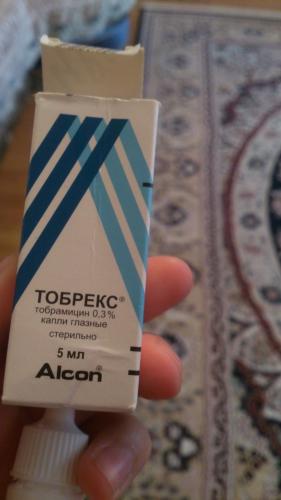 ТОБРЕКС®
тобрамицин 0,3%
капли глазные
стерильно
5 мл
Alcon®